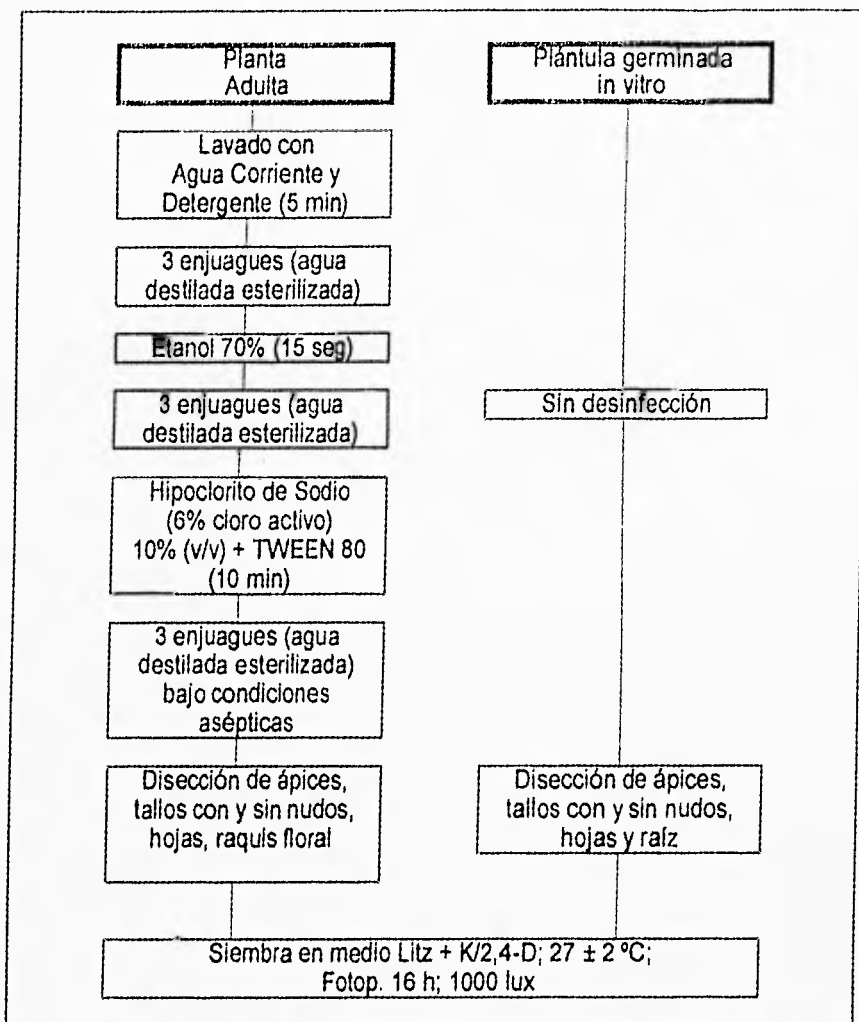 Planta
Adulta
Lavado con
Agua Corriente y
Detergente (5 min)
3 enjuagues (agua
destilada esterilizada)
Etanol 70% (15 seg)
3 enjuagues (agua
destilada esterilizada)
Hipoclorito de Sodio
(6% cloro activo)
10% (v/v) + TWEEN 80
(10 min)
3 enjuagues (agua
destilada esterilizada)
bajo condiciones
asépticas
Disección de ápices,
tallos con y sin nudos,
hojas, raquis floral
Plántula germinada
in vitro
Sin desinfección
Disección de ápices,
tallos con y sin nudos,
hojas y raíz
Siembra en medio Litz + K/2,4-D; 27 ± 2 ºC;
Fotop. 16 h; 1000 lux